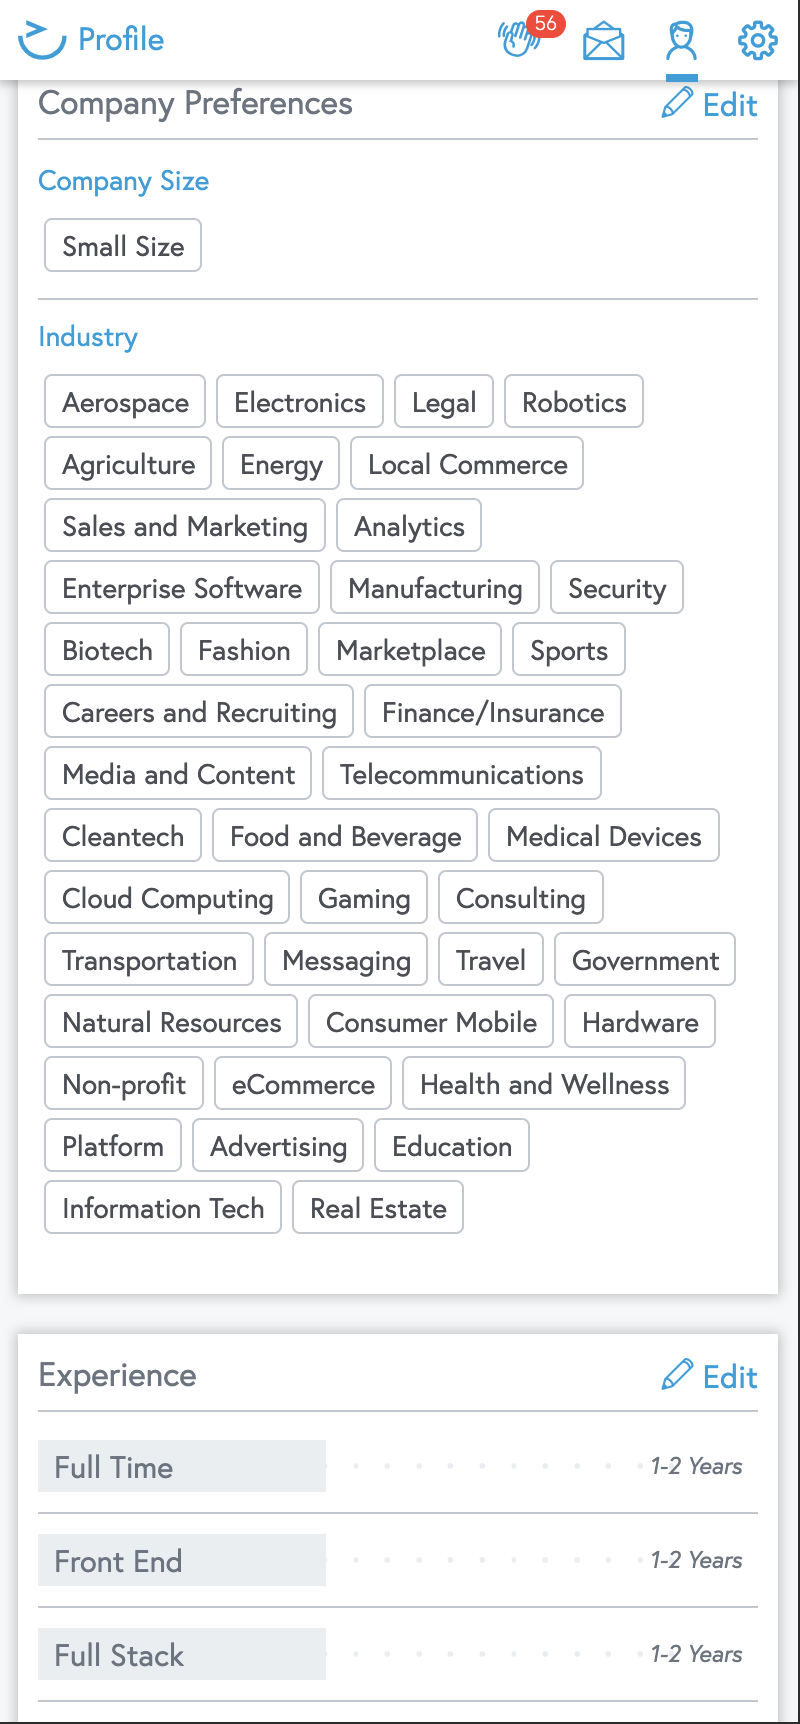 Profile
56
Company Preferences
Edit
Company Size
Small Size
Industry
Aerospace Electronics Legal Robotics
Agriculture Energy Local Commerce
Sales and Marketing Analytics
Enterprise Software Manufacturing Security
Biotech Fashion Marketplace Sports
Careers and Recruiting Finance/Insurance
Media and Content Telecommunications
Cleantech Food and Beverage Medical Devices
Cloud Computing Gaming Consulting
Transportation Messaging Travel Government
Natural Resources Consumer Mobile Hardware
Non-profit eCommerce Health and Wellness
Platform Advertising Education
Information Tech Real Estate
Experience
Edit
Full Time 1-2 Years
Front End 1-2 Years
Full Stack 1-2 Years